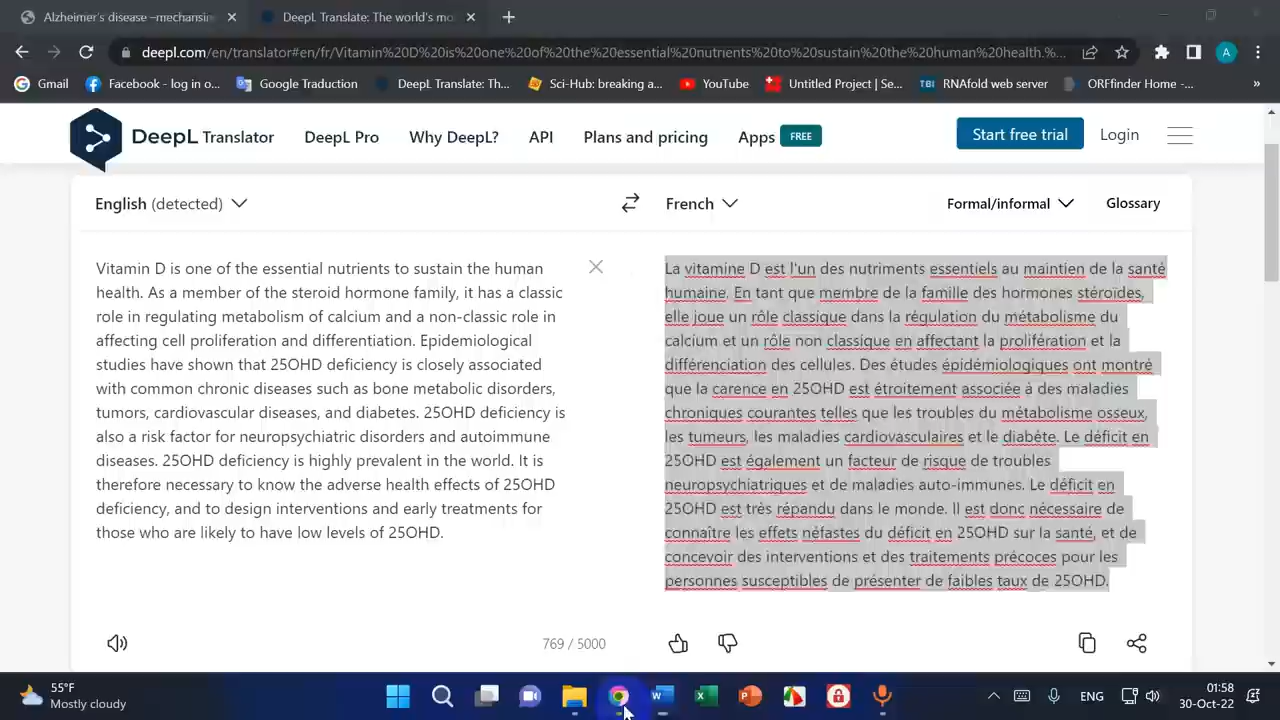 Alzheimer's disease –mechansin
DeepL Translate: The world's mo
deepl.com/en/translator#en/fr/Vitamin%20D%20is%20one%20of%20the%20essential%20nutrients%20to%20sustain%20the%20human%20health.%...
A
Gmail
Facebook - log in o...
Google Traduction
DeepL Translate: Th...
Sci-Hub: breaking a...
YouTube
Untitled Project | Se...
TBI RNAfold web server
ORFfinder Home -...
»
DeepL Translator
DeepL Pro
Why DeepL?
API
Plans and pricing
Apps FREE
Start free trial
Login
English (detected)
French
Formal/informal
Glossary
Vitamin D is one of the essential nutrients to sustain the human
health. As a member of the steroid hormone family, it has a classic
role in regulating metabolism of calcium and a non-classic role in
affecting cell proliferation and differentiation. Epidemiological
studies have shown that 25OHD deficiency is closely associated
with common chronic diseases such as bone metabolic disorders,
tumors, cardiovascular diseases, and diabetes. 25OHD deficiency is
also a risk factor for neuropsychiatric disorders and autoimmune
diseases. 25OHD deficiency is highly prevalent in the world. It is
therefore necessary to know the adverse health effects of 25OHD
deficiency, and to design interventions and early treatments for
those who are likely to have low levels of 25OHD.
La vitamine D est l'un des nutriments essentiels au maintien de la santé
humaine. En tant que membre de la famille des hormones stéroïdes,
elle joue un rôle classique dans la régulation du métabolisme du
calcium et un rôle non classique en affectant la prolifération et la
différenciation des cellules. Des études épidémiologiques ont montré
que la carence en 25OHD est étroitement associée à des maladies
chroniques courantes telles que les troubles du métabolisme osseux,
les tumeurs, les maladies cardiovasculaires et le diabète. Le déficit en
25OHD est également un facteur de risque de troubles
neuropsychiatriques et de maladies auto-immunes. Le déficit en
25OHD est très répandu dans le monde. Il est donc nécessaire de
connaître les effets néfastes du déficit en 25OHD sur la santé, et de
concevoir des interventions et des traitements précoces pour les
personnes susceptibles de présenter de faibles taux de 25OHD.
769 / 5000
55°F
Mostly cloudy
ENG
01:58
30-Oct-22